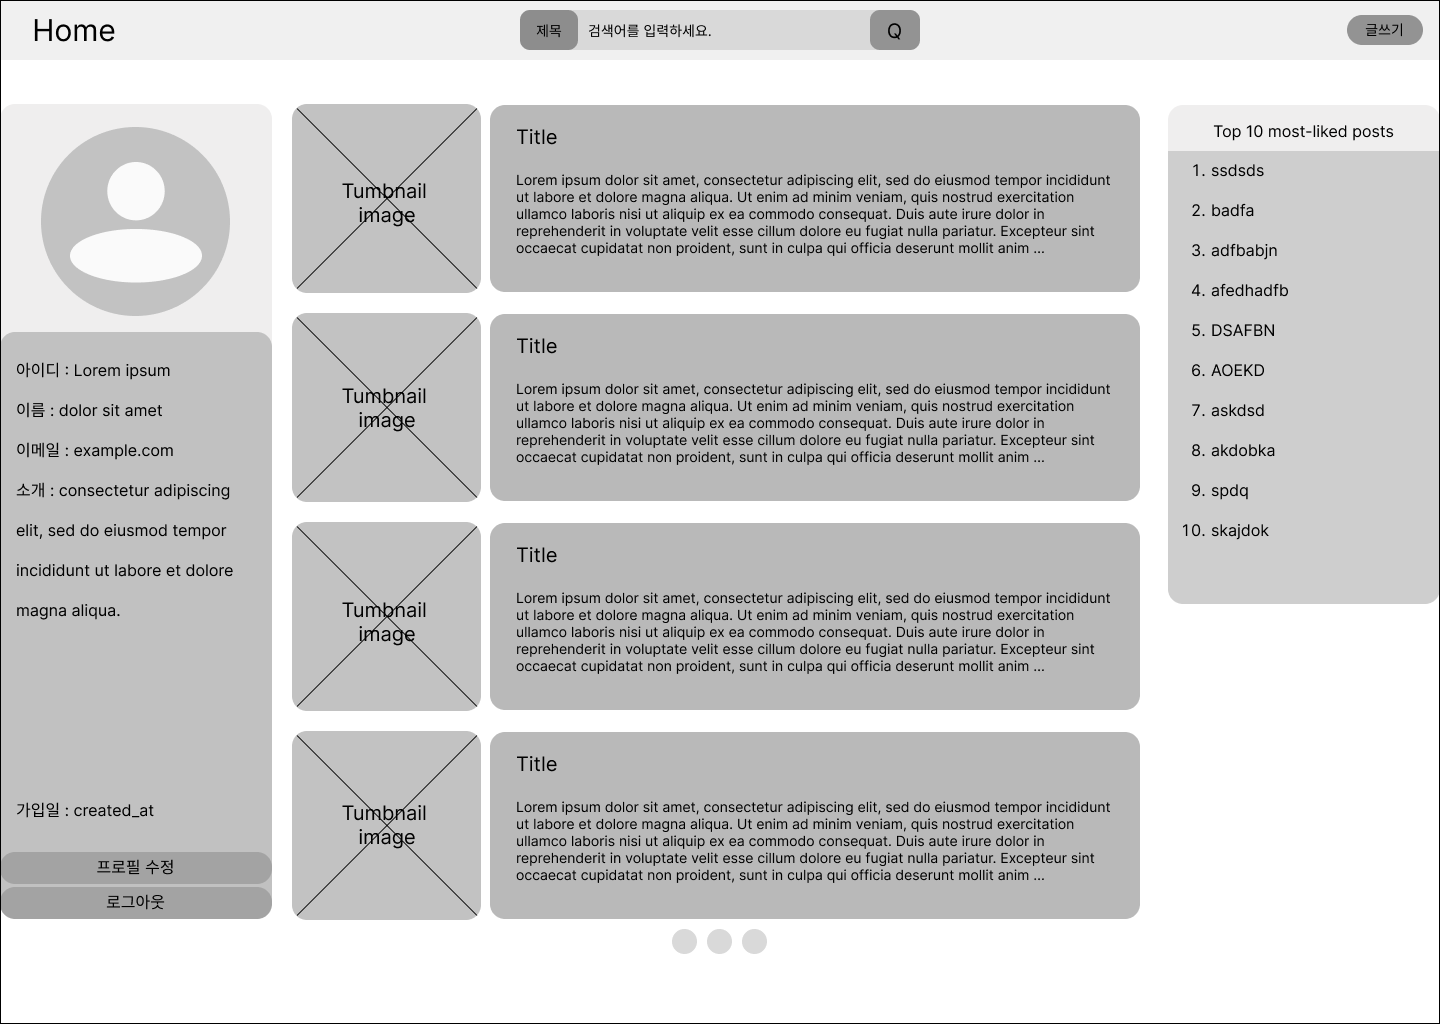 Home
제목
검색어를 입력하세요.
Q
글쓰기
아이디 : Lorem ipsum
이름 : dolor sit amet
이메일 : example.com
소개 : consectetur adipiscing
elit, sed do eiusmod tempor
incididunt ut labore et dolore
magna aliqua.
가입일 : created_at
프로필 수정
로그아웃
Tumbnail
image
Title
Lorem ipsum dolor sit amet, consectetur adipiscing elit, sed do eiusmod tempor incididunt
ut labore et dolore magna aliqua. Ut enim ad minim veniam, quis nostrud exercitation
ullamco laboris nisi ut aliquip ex ea commodo consequat. Duis aute irure dolor in
reprehenderit in voluptate velit esse cillum dolore eu fugiat nulla pariatur. Excepteur sint
occaecat cupidatat non proident, sunt in culpa qui officia deserunt mollit anim ...
Tumbnail
image
Title
Lorem ipsum dolor sit amet, consectetur adipiscing elit, sed do eiusmod tempor incididunt
ut labore et dolore magna aliqua. Ut enim ad minim veniam, quis nostrud exercitation
ullamco laboris nisi ut aliquip ex ea commodo consequat. Duis aute irure dolor in
reprehenderit in voluptate velit esse cillum dolore eu fugiat nulla pariatur. Excepteur sint
occaecat cupidatat non proident, sunt in culpa qui officia deserunt mollit anim ...
Tumbnail
image
Title
Lorem ipsum dolor sit amet, consectetur adipiscing elit, sed do eiusmod tempor incididunt
ut labore et dolore magna aliqua. Ut enim ad minim veniam, quis nostrud exercitation
ullamco laboris nisi ut aliquip ex ea commodo consequat. Duis aute irure dolor in
reprehenderit in voluptate velit esse cillum dolore eu fugiat nulla pariatur. Excepteur sint
occaecat cupidatat non proident, sunt in culpa qui officia deserunt mollit anim ...
Tumbnail
image
Title
Lorem ipsum dolor sit amet, consectetur adipiscing elit, sed do eiusmod tempor incididunt
ut labore et dolore magna aliqua. Ut enim ad minim veniam, quis nostrud exercitation
ullamco laboris nisi ut aliquip ex ea commodo consequat. Duis aute irure dolor in
reprehenderit in voluptate velit esse cillum dolore eu fugiat nulla pariatur. Excepteur sint
occaecat cupidatat non proident, sunt in culpa qui officia deserunt mollit anim ...
Top 10 most-liked posts
1. ssdsds
2. badfa
3. adfbabjn
4. afedhadfb
5. DSAFBN
6. AOEKD
7. askdsd
8. akdobka
9. spdq
10. skajdok